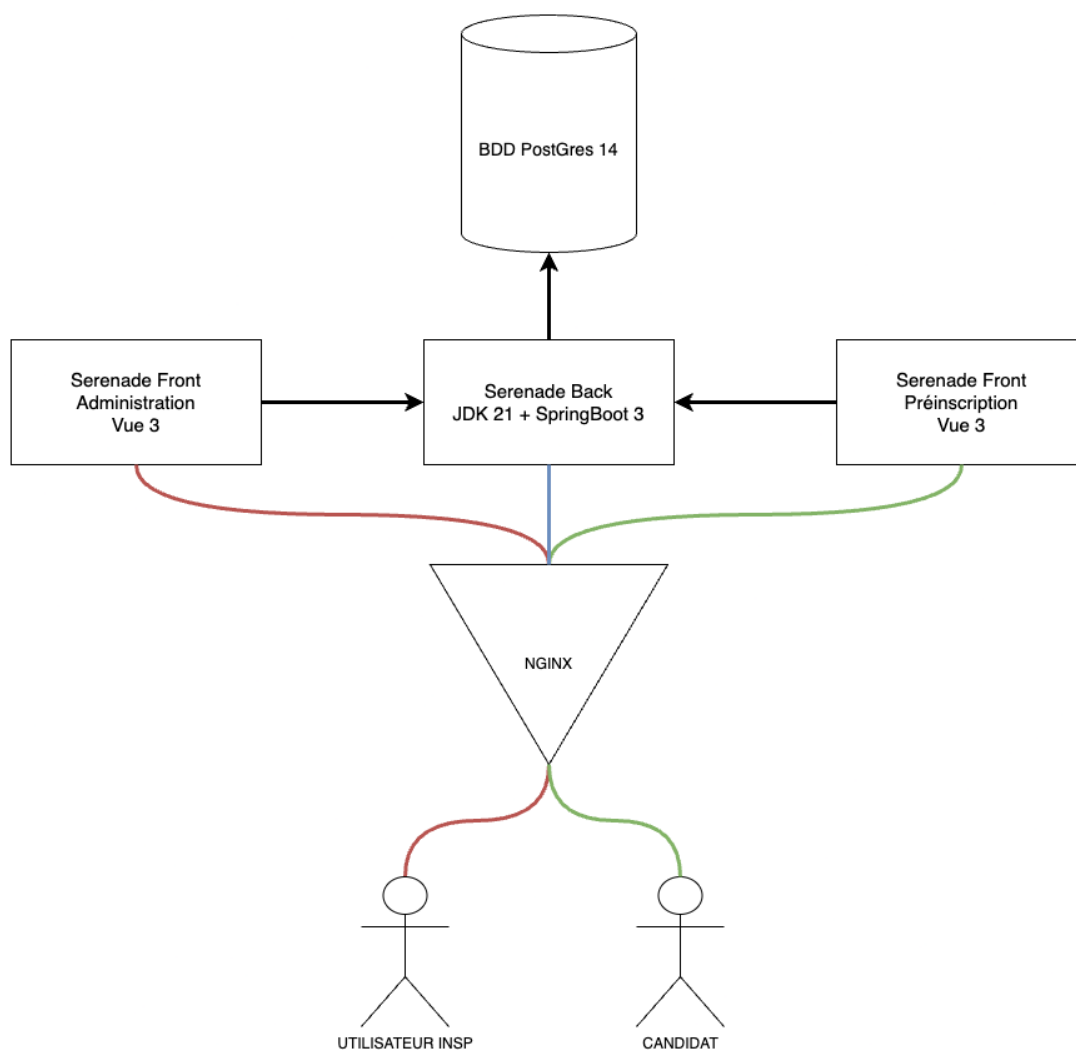 BDD PostGres 14
Serenade Front
Administration
Vue 3
Serenade Back
JDK 21 + SpringBoot 3
Serenade Front
Préinscription
Vue 3
NGINX
UTILISATEUR INSP
CANDIDAT